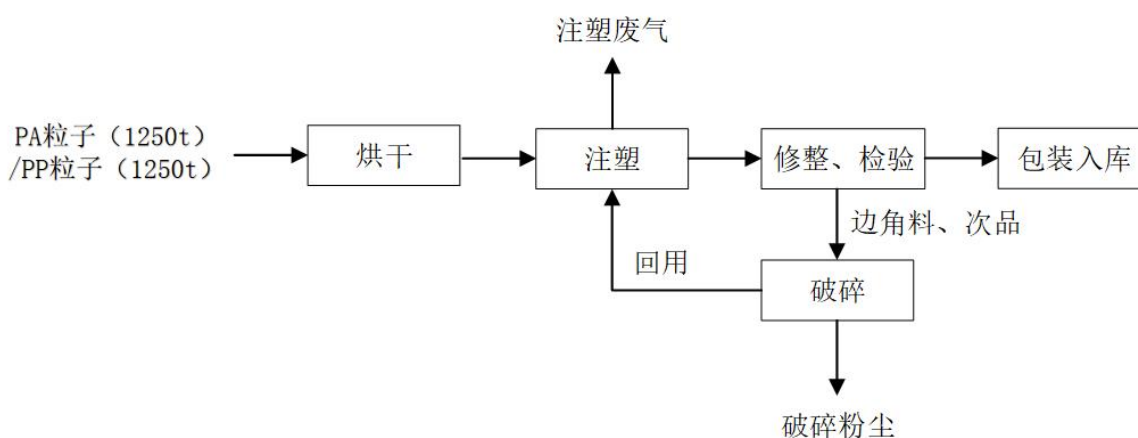 注塑废气
PA粒子（1250t）
/PP粒子（1250t）
烘干
注塑
修整、检验
包装入库
边角料、次品
回用
破碎
破碎粉尘